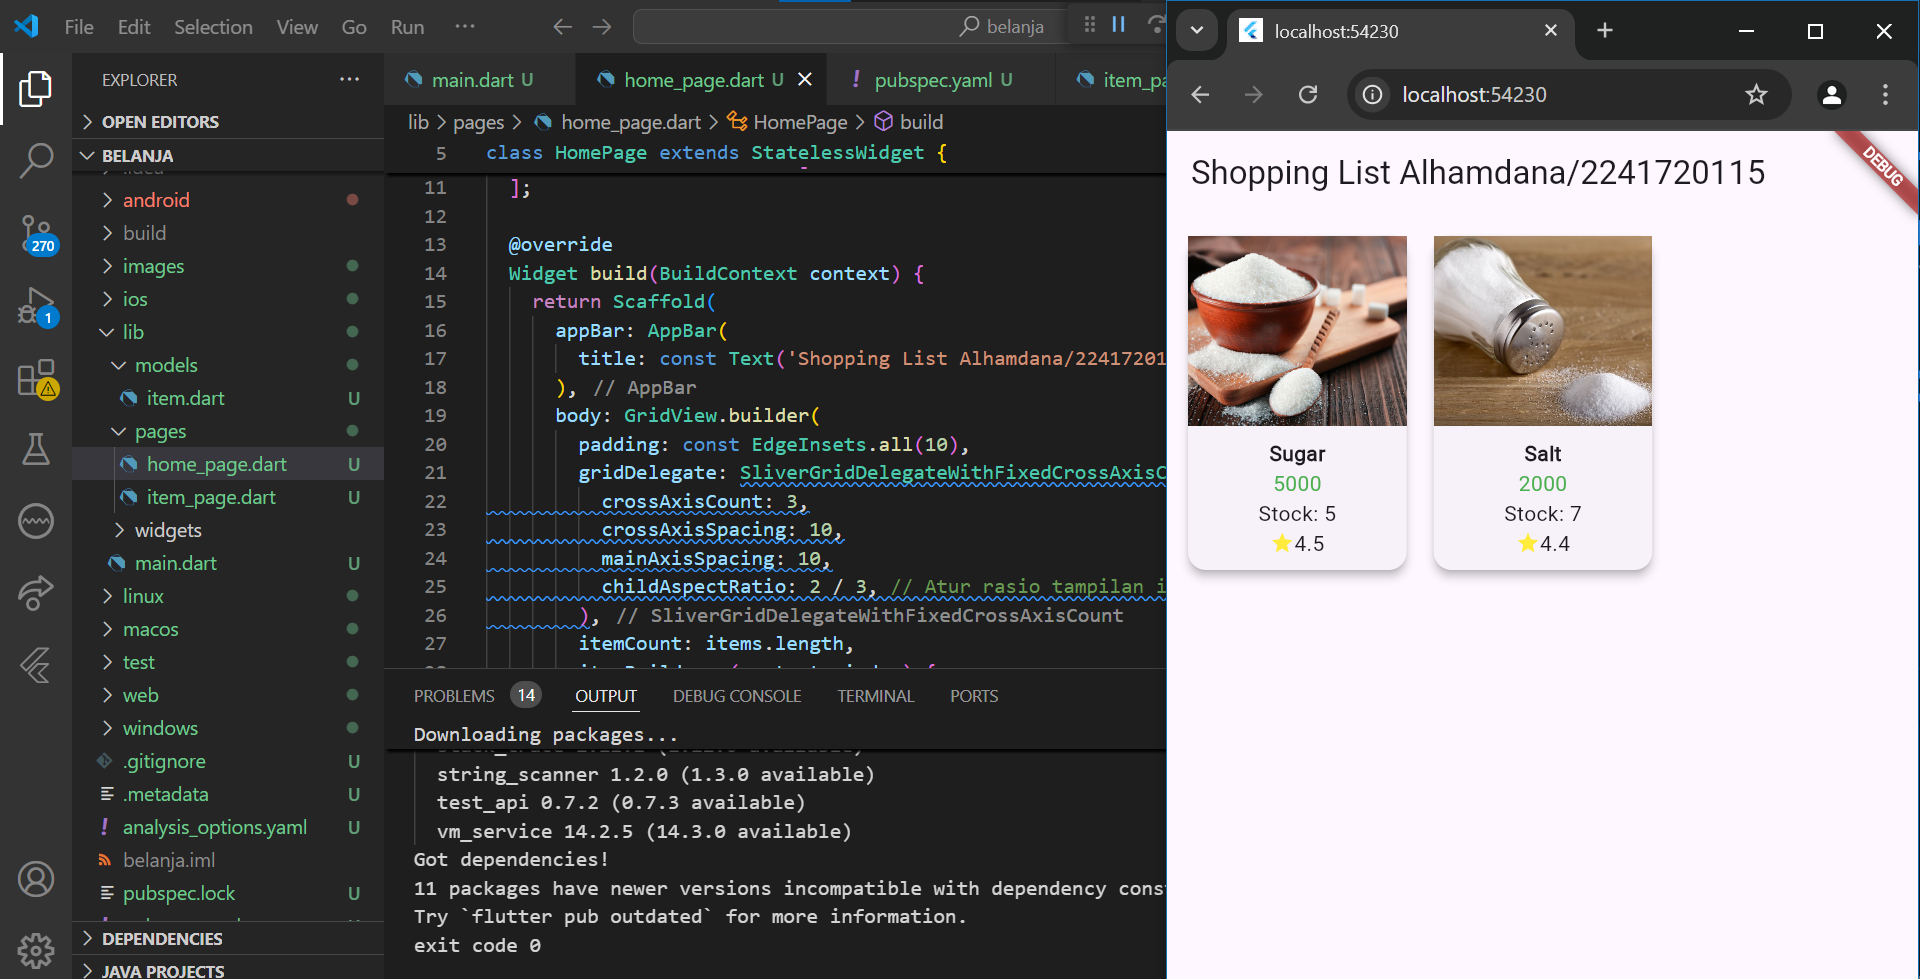 File Edit Selection View Go Run ··· belanja
EXPLORER ···
OPEN EDITORS
BELANJA
.idea
android
build
images
ios
lib
models
item.dart U
pages
home_page.dart U
item_page.dart U
widgets
main.dart U
linux
macos
test
web
windows
.gitignore U
.metadata U
analysis_options.yaml U
belanja.iml
pubspec.lock U
DEPENDENCIES
JAVA PROJECTS
270
1
main.dart U home_page.dart U pubspec.yaml U item_pa
lib > pages > home_page.dart > HomePage > build
5 class HomePage extends StatelessWidget {
11 ];
12
13 @override
14 Widget build(BuildContext context) {
15 return Scaffold(
16 appBar: AppBar(
17 title: const Text('Shopping List Alhamdana/22417201
18 ), // AppBar
19 body: GridView.builder(
20 padding: const EdgeInsets.all(10),
21 gridDelegate: SliverGridDelegateWithFixedCrossAxisC
22 crossAxisCount: 3,
23 crossAxisSpacing: 10,
24 mainAxisSpacing: 10,
25 childAspectRatio: 2 / 3, // Atur rasio tampilan i
26 ), // SliverGridDelegateWithFixedCrossAxisCount
27 itemCount: items.length,
PROBLEMS 14 OUTPUT DEBUG CONSOLE TERMINAL PORTS
Downloading packages...
string_scanner 1.2.0 (1.3.0 available)
test_api 0.7.2 (0.7.3 available)
vm_service 14.2.5 (14.3.0 available)
Got dependencies!
11 packages have newer versions incompatible with dependency cons
Try `flutter pub outdated` for more information.
exit code 0
localhost:54230
localhost:54230
DEBUG
Shopping List Alhamdana/2241720115
Sugar
5000
Stock: 5
4.5
Salt
2000
Stock: 7
4.4